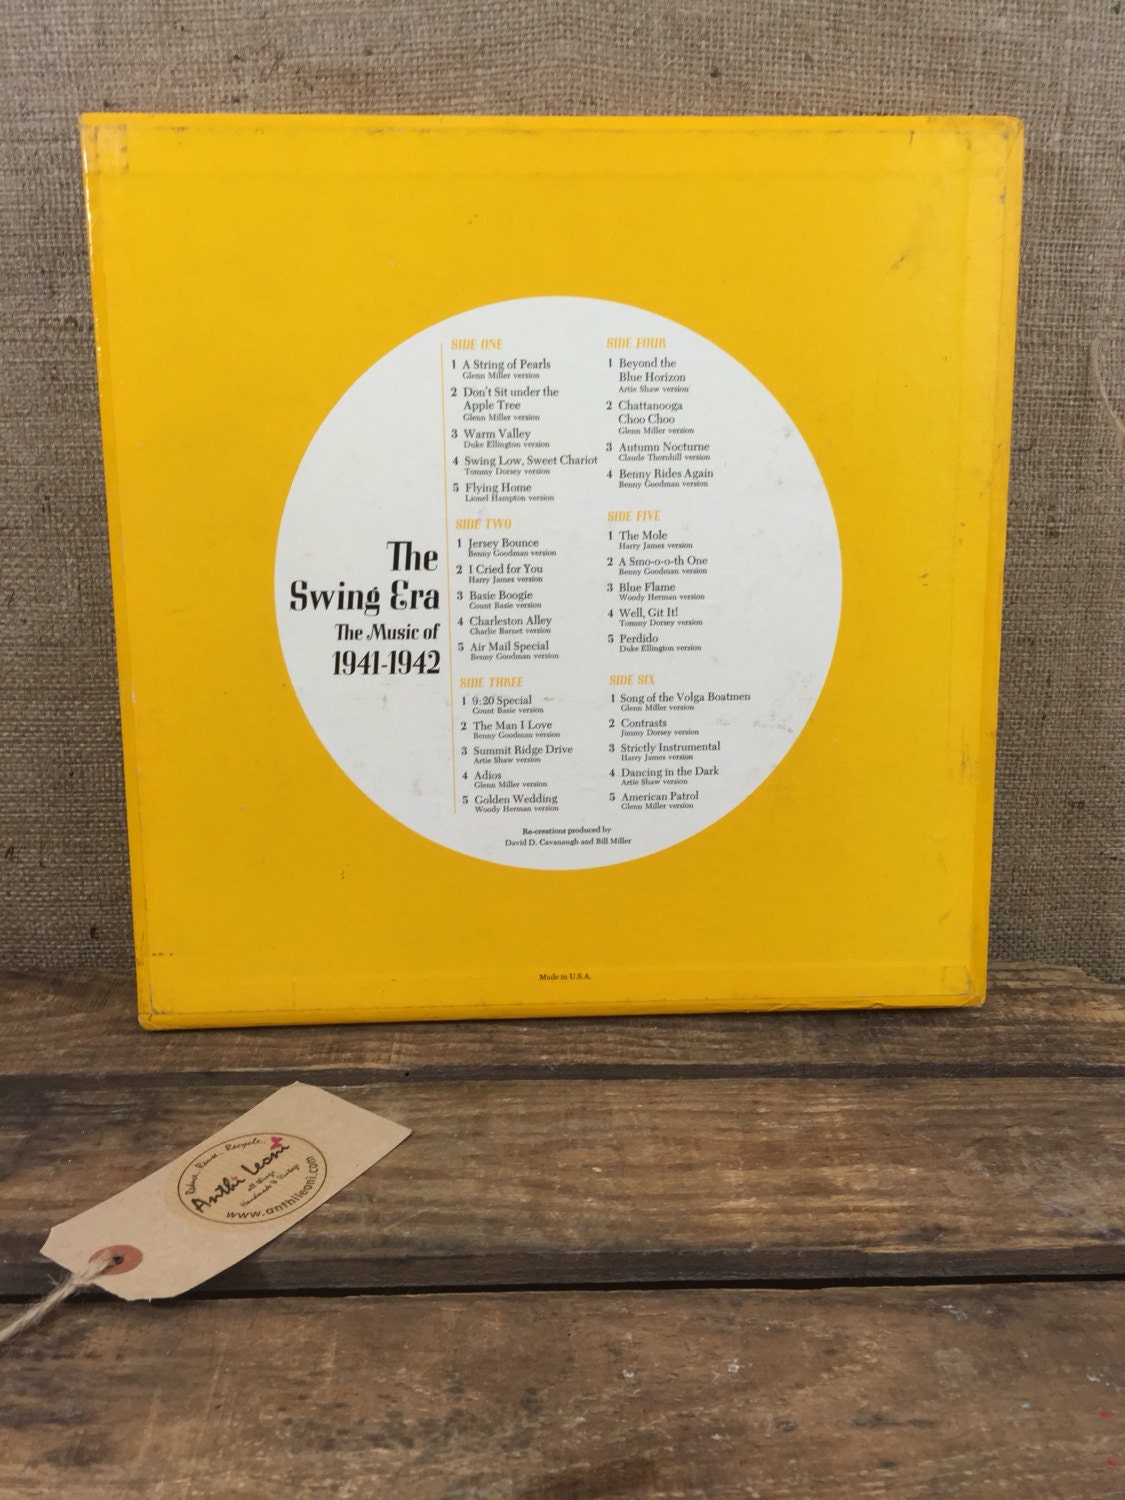 The
Swing Era
The Music of
1941-1942
SIDE ONE
1 A String of Pearls
Glenn Miller version
2 Don't Sit under the
Apple Tree
Glenn Miller version
3 Warm Valley
Duke Ellington version
4 Swing Low, Sweet Chariot
Tommy Dorsey version
5 Flying Home
Lionel Hampton version
SIDE TWO
1 Jersey Bounce
Benny Goodman version
2 I Cried for You
Harry James version
3 Basie Boogie
Count Basie version
4 Charleston Alley
Charlie Barnet version
5 Air Mail Special
Benny Goodman version
SIDE THREE
1 9:20 Special
Count Basie version
2 The Man I Love
Benny Goodman version
3 Summit Ridge Drive
Artie Shaw version
4 Adios
Glenn Miller version
5 Golden Wedding
Woody Herman version
SIDE FOUR
1 Beyond the
Blue Horizon
Artie Shaw version
2 Chattanooga
Choo Choo
Glenn Miller version
3 Autumn Nocturne
Claude Thornhill version
4 Benny Rides Again
Benny Goodman version
SIDE FIVE
1 The Mole
Harry James version
2 A Smo-o-o-th One
Benny Goodman version
3 Blue Flame
Woody Herman version
4 Well, Git It!
Tommy Dorsey version
5 Perdido
Duke Ellington version
SIDE SIX
1 Song of the Volga Boatmen
Glenn Miller version
2 Contrasts
Jimmy Dorsey version
3 Strictly Instrumental
Harry James version
4 Dancing in the Dark
Artie Shaw version
5 American Patrol
Glenn Miller version
Re-creations produced by
David D. Cavanaugh and Bill Miller
Made in U.S.A.
Reduce. Reuse. Recycle.
Anthi Leoni
all things
Handmade & Vintage
www.anthileoni.com